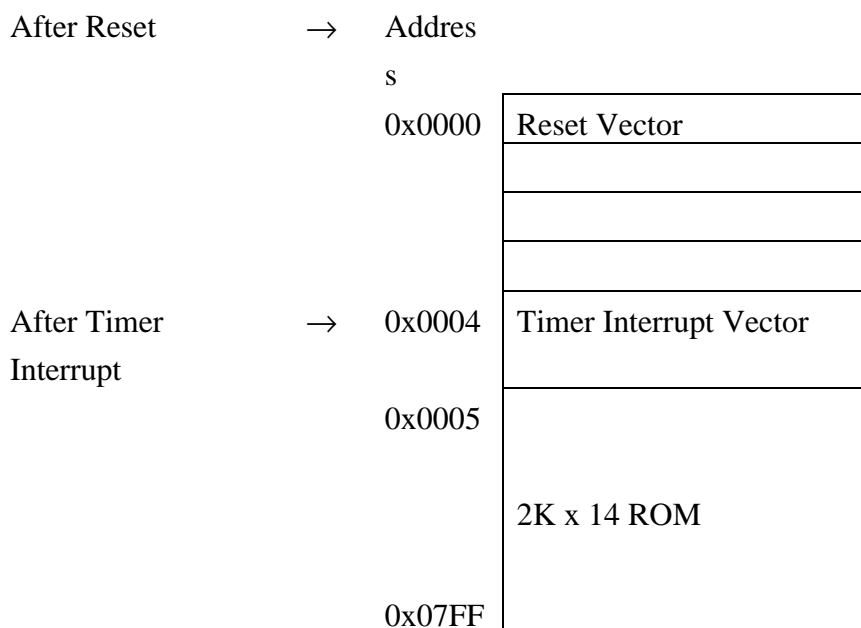 After Reset → Addres
s
0x0000 Reset Vector
After Timer → 0x0004 Timer Interrupt Vector
Interrupt
0x0005
2K x 14 ROM
0x07FF